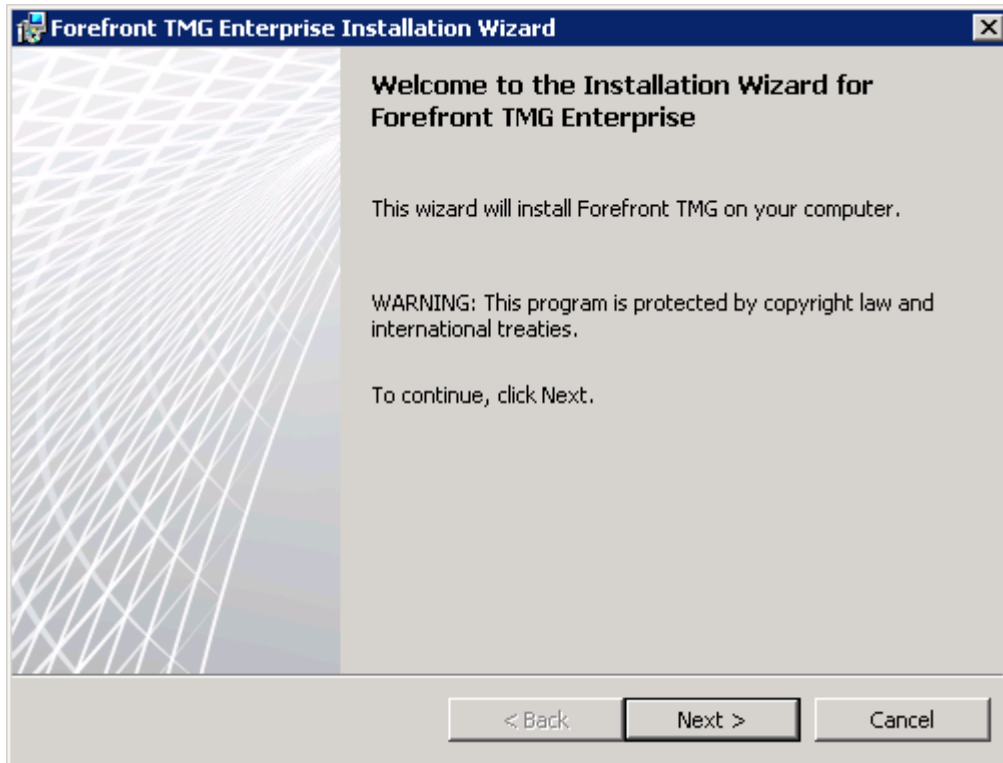 Forefront TMG Enterprise Installation Wizard
Welcome to the Installation Wizard for
Forefront TMG Enterprise
This wizard will install Forefront TMG on your computer.
WARNING: This program is protected by copyright law and
international treaties.
To continue, click Next.
< Back
Next >
Cancel